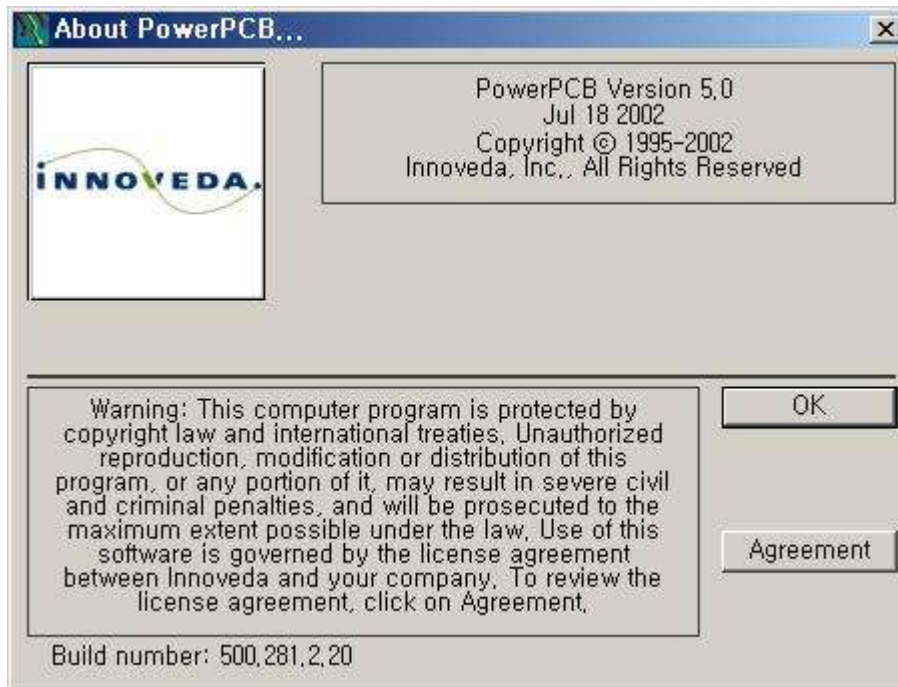 About PowerPCB...
INNOVEDA.
PowerPCB Version 5.0
Jul 18 2002
Copyright © 1995-2002
Innoveda, Inc., All Rights Reserved
Warning: This computer program is protected by
copyright law and international treaties. Unauthorized
reproduction, modification or distribution of this
program, or any portion of it, may result in severe civil
and criminal penalties, and will be prosecuted to the
maximum extent possible under the law. Use of this
software is governed by the license agreement
between Innoveda and your company. To review the
license agreement, click on Agreement.
OK
Agreement
Build number: 500.281.2.20